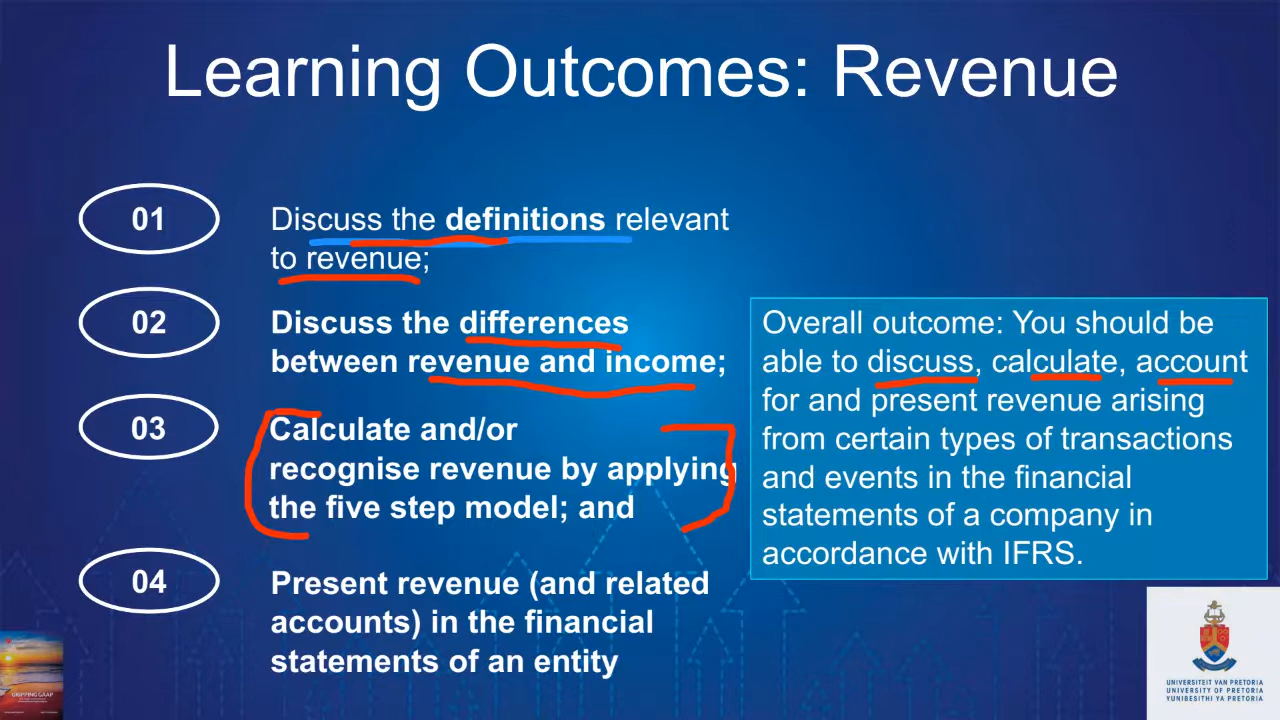 Learning Outcomes: Revenue
01
Discuss the definitions relevant
to revenue;
02
Discuss the differences
between revenue and income;
03
Calculate and/or
recognise revenue by applying
the five step model; and
04
Present revenue (and related
accounts) in the financial
statements of an entity
Overall outcome: You should be
able to discuss, calculate, account
for and present revenue arising
from certain types of transactions
and events in the financial
statements of a company in
accordance with IFRS.
GRIPPING GAAP
UNIVERSITEIT VAN PRETORIA
UNIVERSITY OF PRETORIA
YUNIBESITHI YA PRETORIA